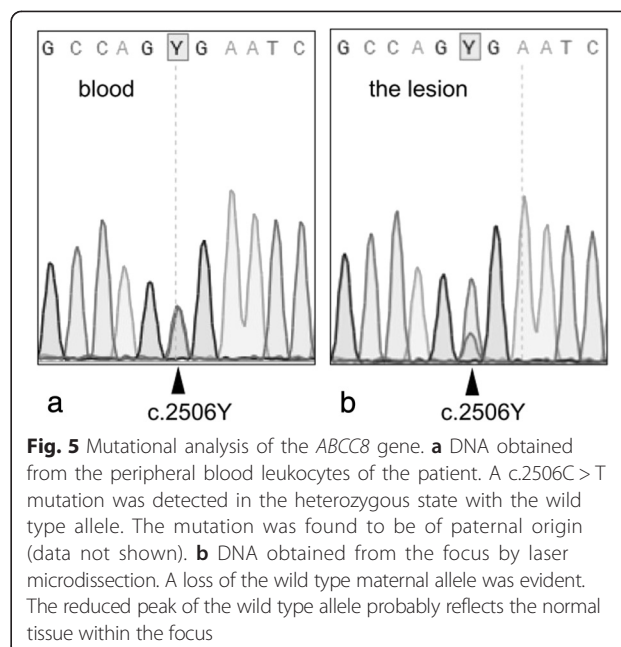 G C C A G Y G A A T C
blood
a
c.2506Y
G C C A G Y G A A T C
the lesion
b
c.2506Y
Fig. 5 Mutational analysis of the ABCC8 gene. a DNA obtained
from the peripheral blood leukocytes of the patient. A c.2506C > T
mutation was detected in the heterozygous state with the wild
type allele. The mutation was found to be of paternal origin
(data not shown). b DNA obtained from the focus by laser
microdissection. A loss of the wild type maternal allele was evident.
The reduced peak of the wild type allele probably reflects the normal
tissue within the focus